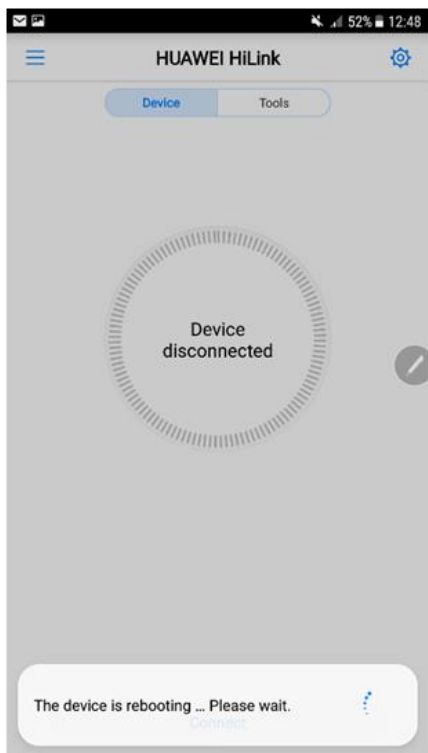 52% 12:48
HUAWEI HiLink
Device Tools
Device
disconnected
The device is rebooting ... Please wait.
Connect